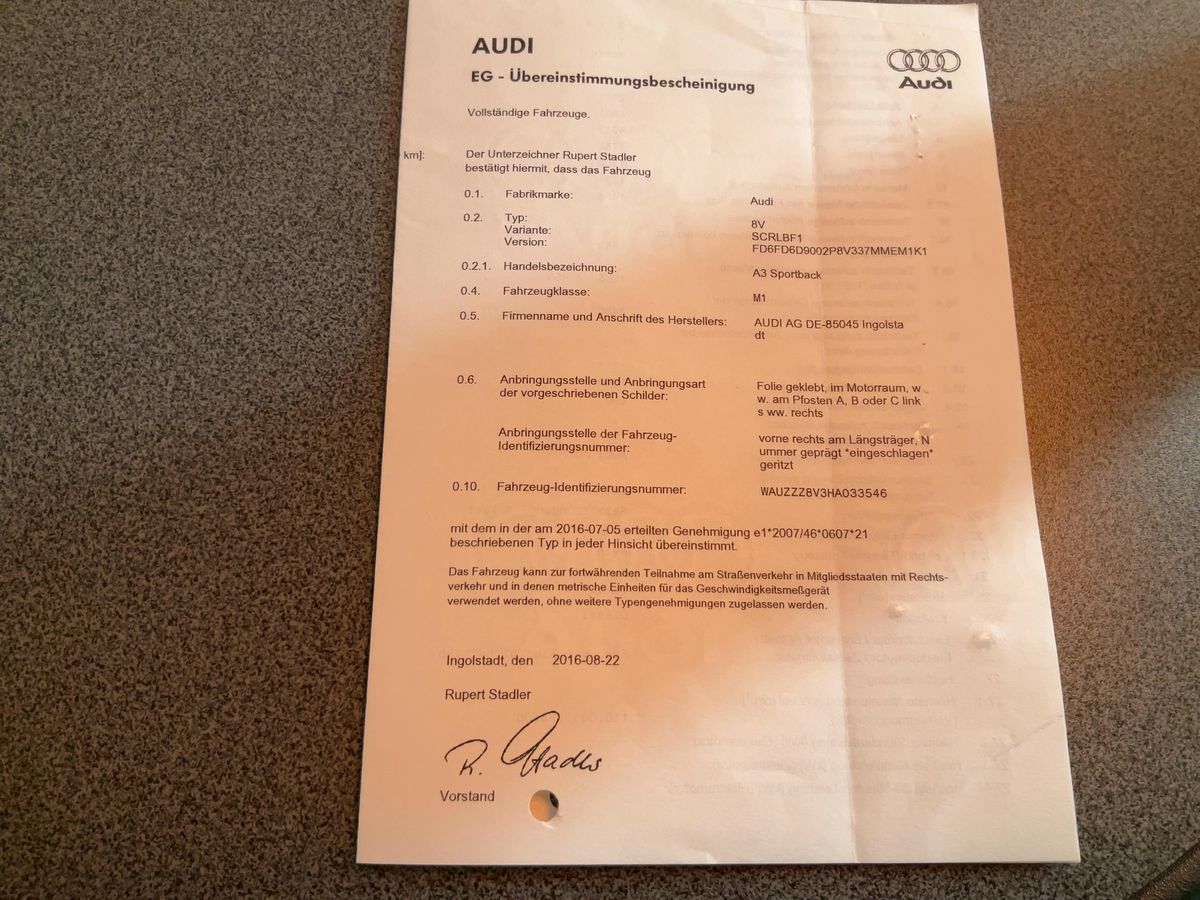 AUDI
Audi
EG - Übereinstimmungsbescheinigung
Vollständige Fahrzeuge.
km]:
Der Unterzeichner Rupert Stadler
bestätigt hiermit, dass das Fahrzeug
0.1. Fabrikmarke: Audi
0.2. Typ: 8V
Variante: SCRLBF1
Version: FD6FD6D9002P8V337MMEM1K1
0.2.1. Handelsbezeichnung: A3 Sportback
0.4. Fahrzeugklasse: M1
0.5. Firmenname und Anschrift des Herstellers: AUDI AG DE-85045 Ingolsta
dt
0.6. Anbringungsstelle und Anbringungsart Folie geklebt, im Motorraum, w
der vorgeschriebenen Schilder: w. am Pfosten A, B oder C link
s ww. rechts
Anbringungsstelle der Fahrzeug- vorne rechts am Längsträger, N
Identifizierungsnummer: ummer geprägt *eingeschlagen*
geritzt
0.10. Fahrzeug-Identifizierungsnummer: WAUZZZ8V3HA033546
mit dem in der am 2016-07-05 erteilten Genehmigung e1*2007/46*0607*21
beschriebenen Typ in jeder Hinsicht übereinstimmt.
Das Fahrzeug kann zur fortwährenden Teilnahme am Straßenverkehr in Mitgliedsstaaten mit Rechts-
verkehr und in denen metrische Einheiten für das Geschwindigkeitsmeßgerät
verwendet werden, ohne weitere Typengenehmigungen zugelassen werden.
Ingolstadt, den 2016-08-22
Rupert Stadler
R. Stadler
Vorstand